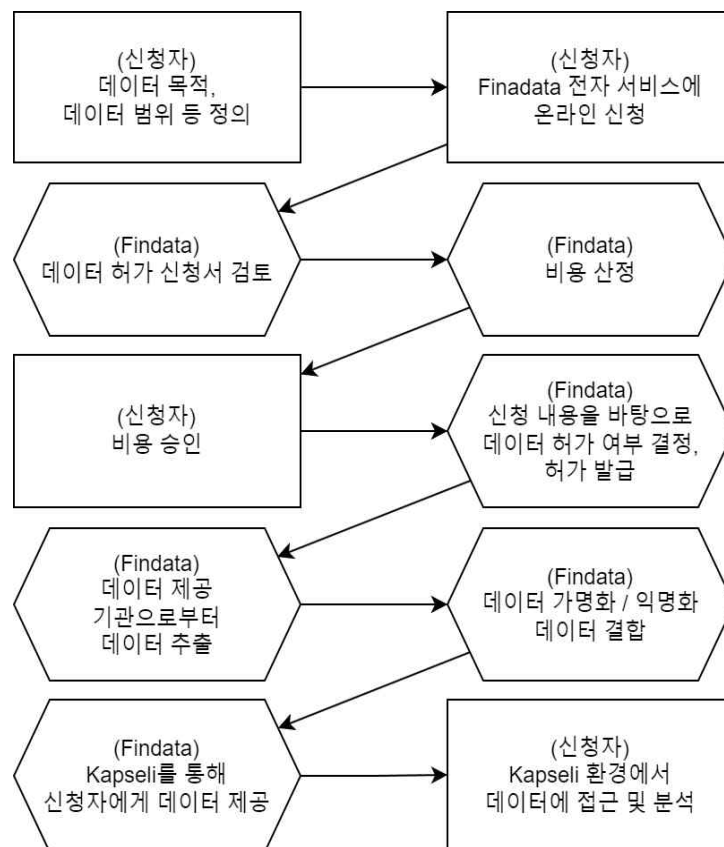 (신청자)
데이터 목적,
데이터 범위 등 정의
(신청자)
Finadata 전자 서비스에
온라인 신청
(Findata)
데이터 허가 신청서 검토
(Findata)
비용 산정
(신청자)
비용 승인
(Findata)
신청 내용을 바탕으로
데이터 허가 여부 결정,
허가 발급
(Findata)
데이터 제공
기관으로부터
데이터 추출
(Findata)
데이터 가명화 / 익명화
데이터 결합
(Findata)
Kapseli를 통해
신청자에게 데이터 제공
(신청자)
Kapseli 환경에서
데이터에 접근 및 분석